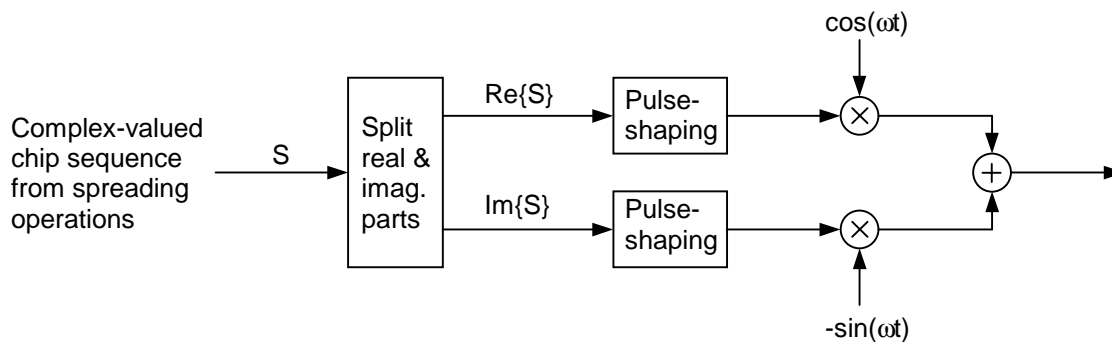 cos(ωt)
Complex-valued
chip sequence
from spreading
operations
S
Split
real &
imag.
parts
Re{S}
Pulse-
shaping
×
+
Im{S}
Pulse-
shaping
×
-sin(ωt)